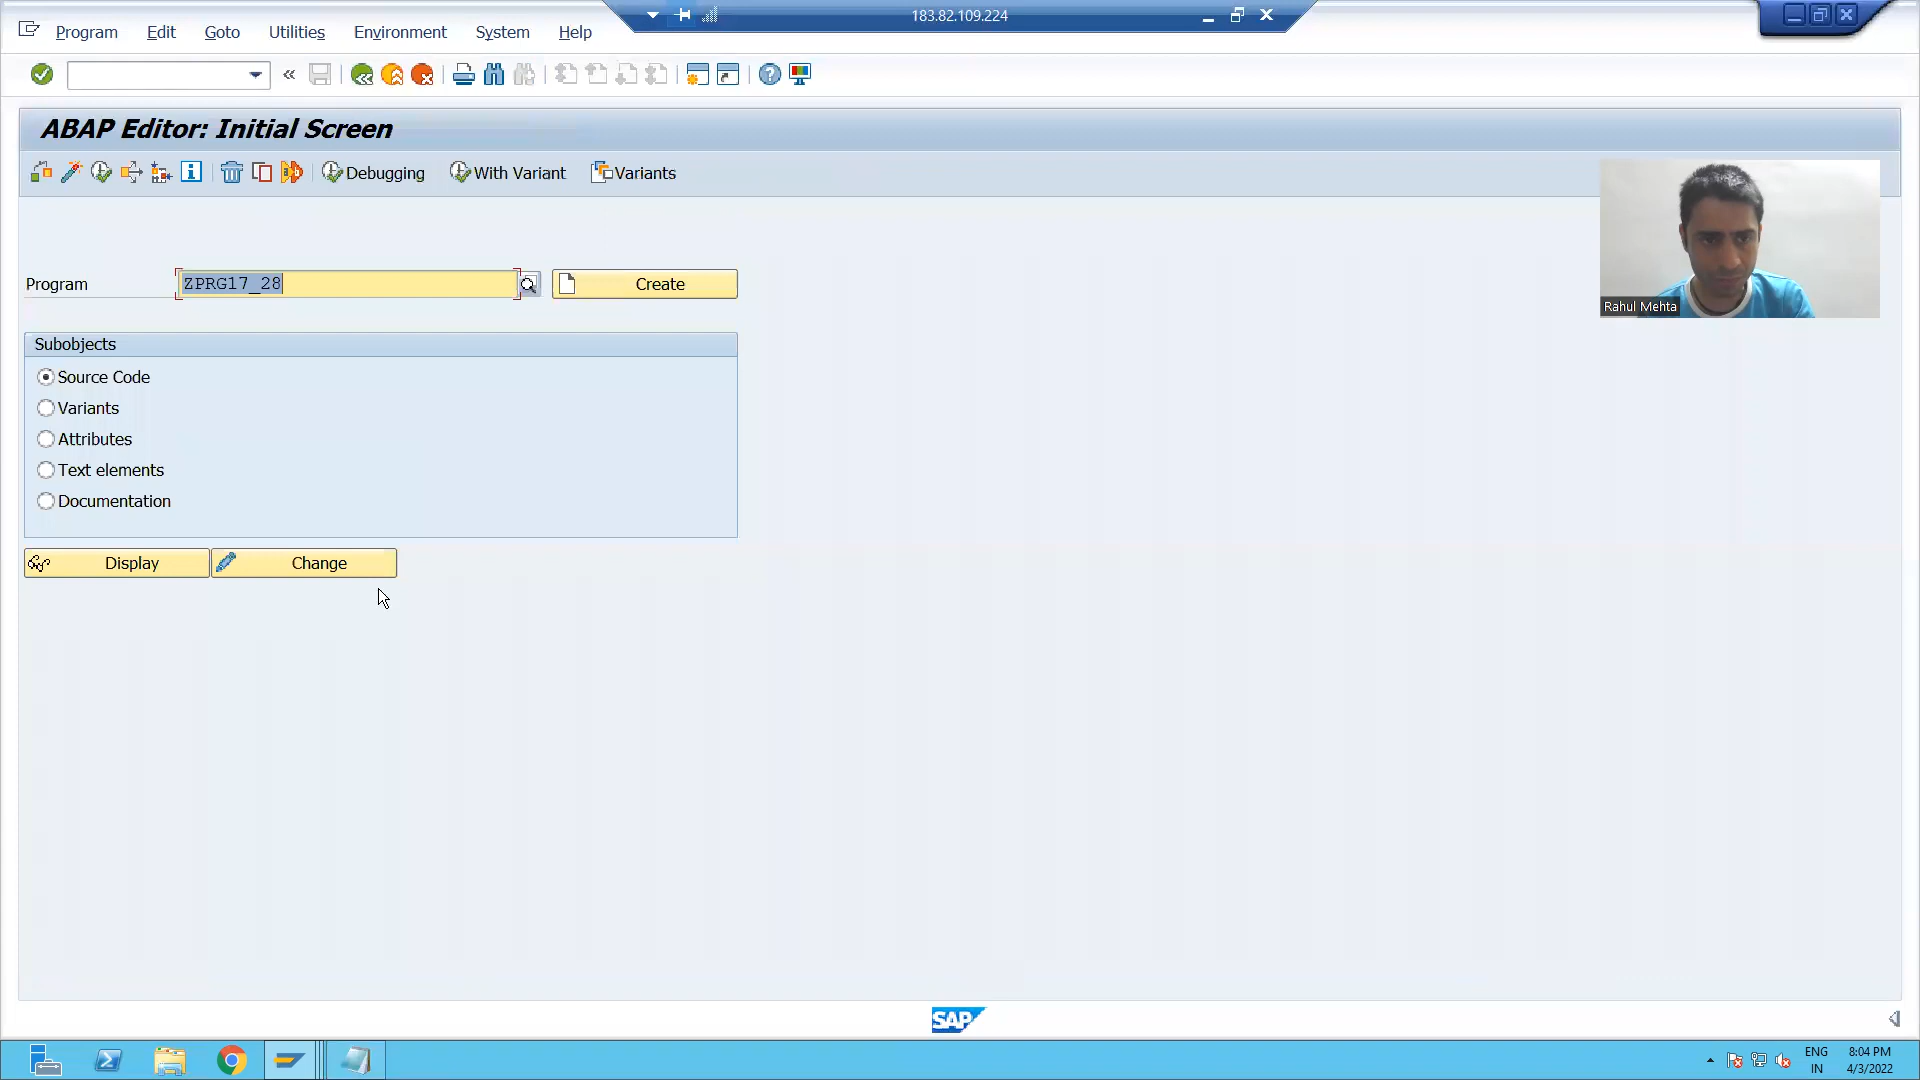 183.82.109.224
Program Edit Goto Utilities Environment System Help
ABAP Editor: Initial Screen
Debugging With Variant Variants
Program ZPRG17_28 Create
Subobjects
Source Code
Variants
Attributes
Text elements
Documentation
Display Change
Rahul Mehta
SAP
ENG 8:04 PM
IN 4/3/2022